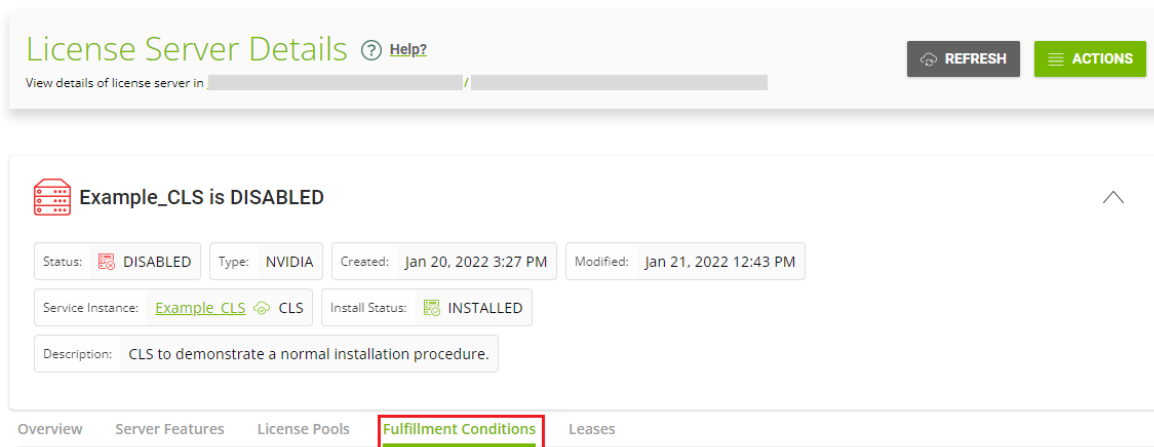 License Server Details ? Help?
REFRESH
ACTIONS
View details of license server in /
Example_CLS is DISABLED
Status: DISABLED Type: NVIDIA Created: Jan 20, 2022 3:27 PM Modified: Jan 21, 2022 12:43 PM
Service Instance: Example_CLS CLS Install Status: INSTALLED
Description: CLS to demonstrate a normal installation procedure.
Overview Server Features License Pools Fulfillment Conditions Leases